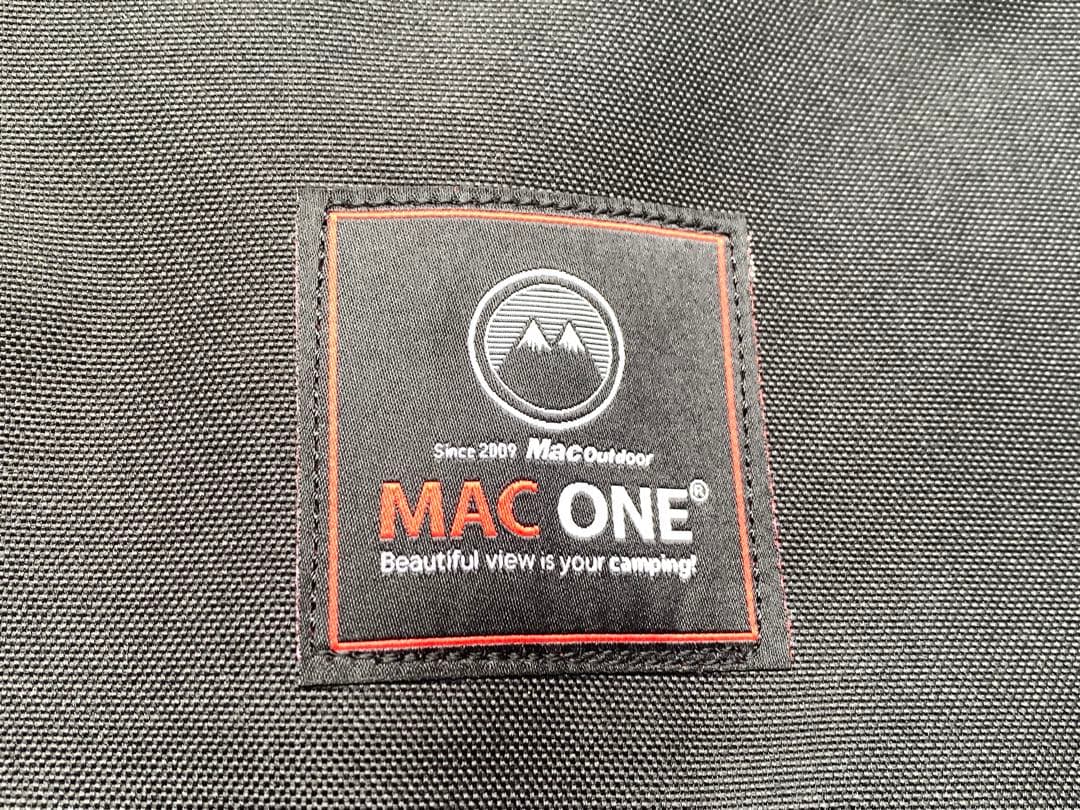 Since 2009 MacOutdoor
MAC ONE®
Beautiful view is your camping!